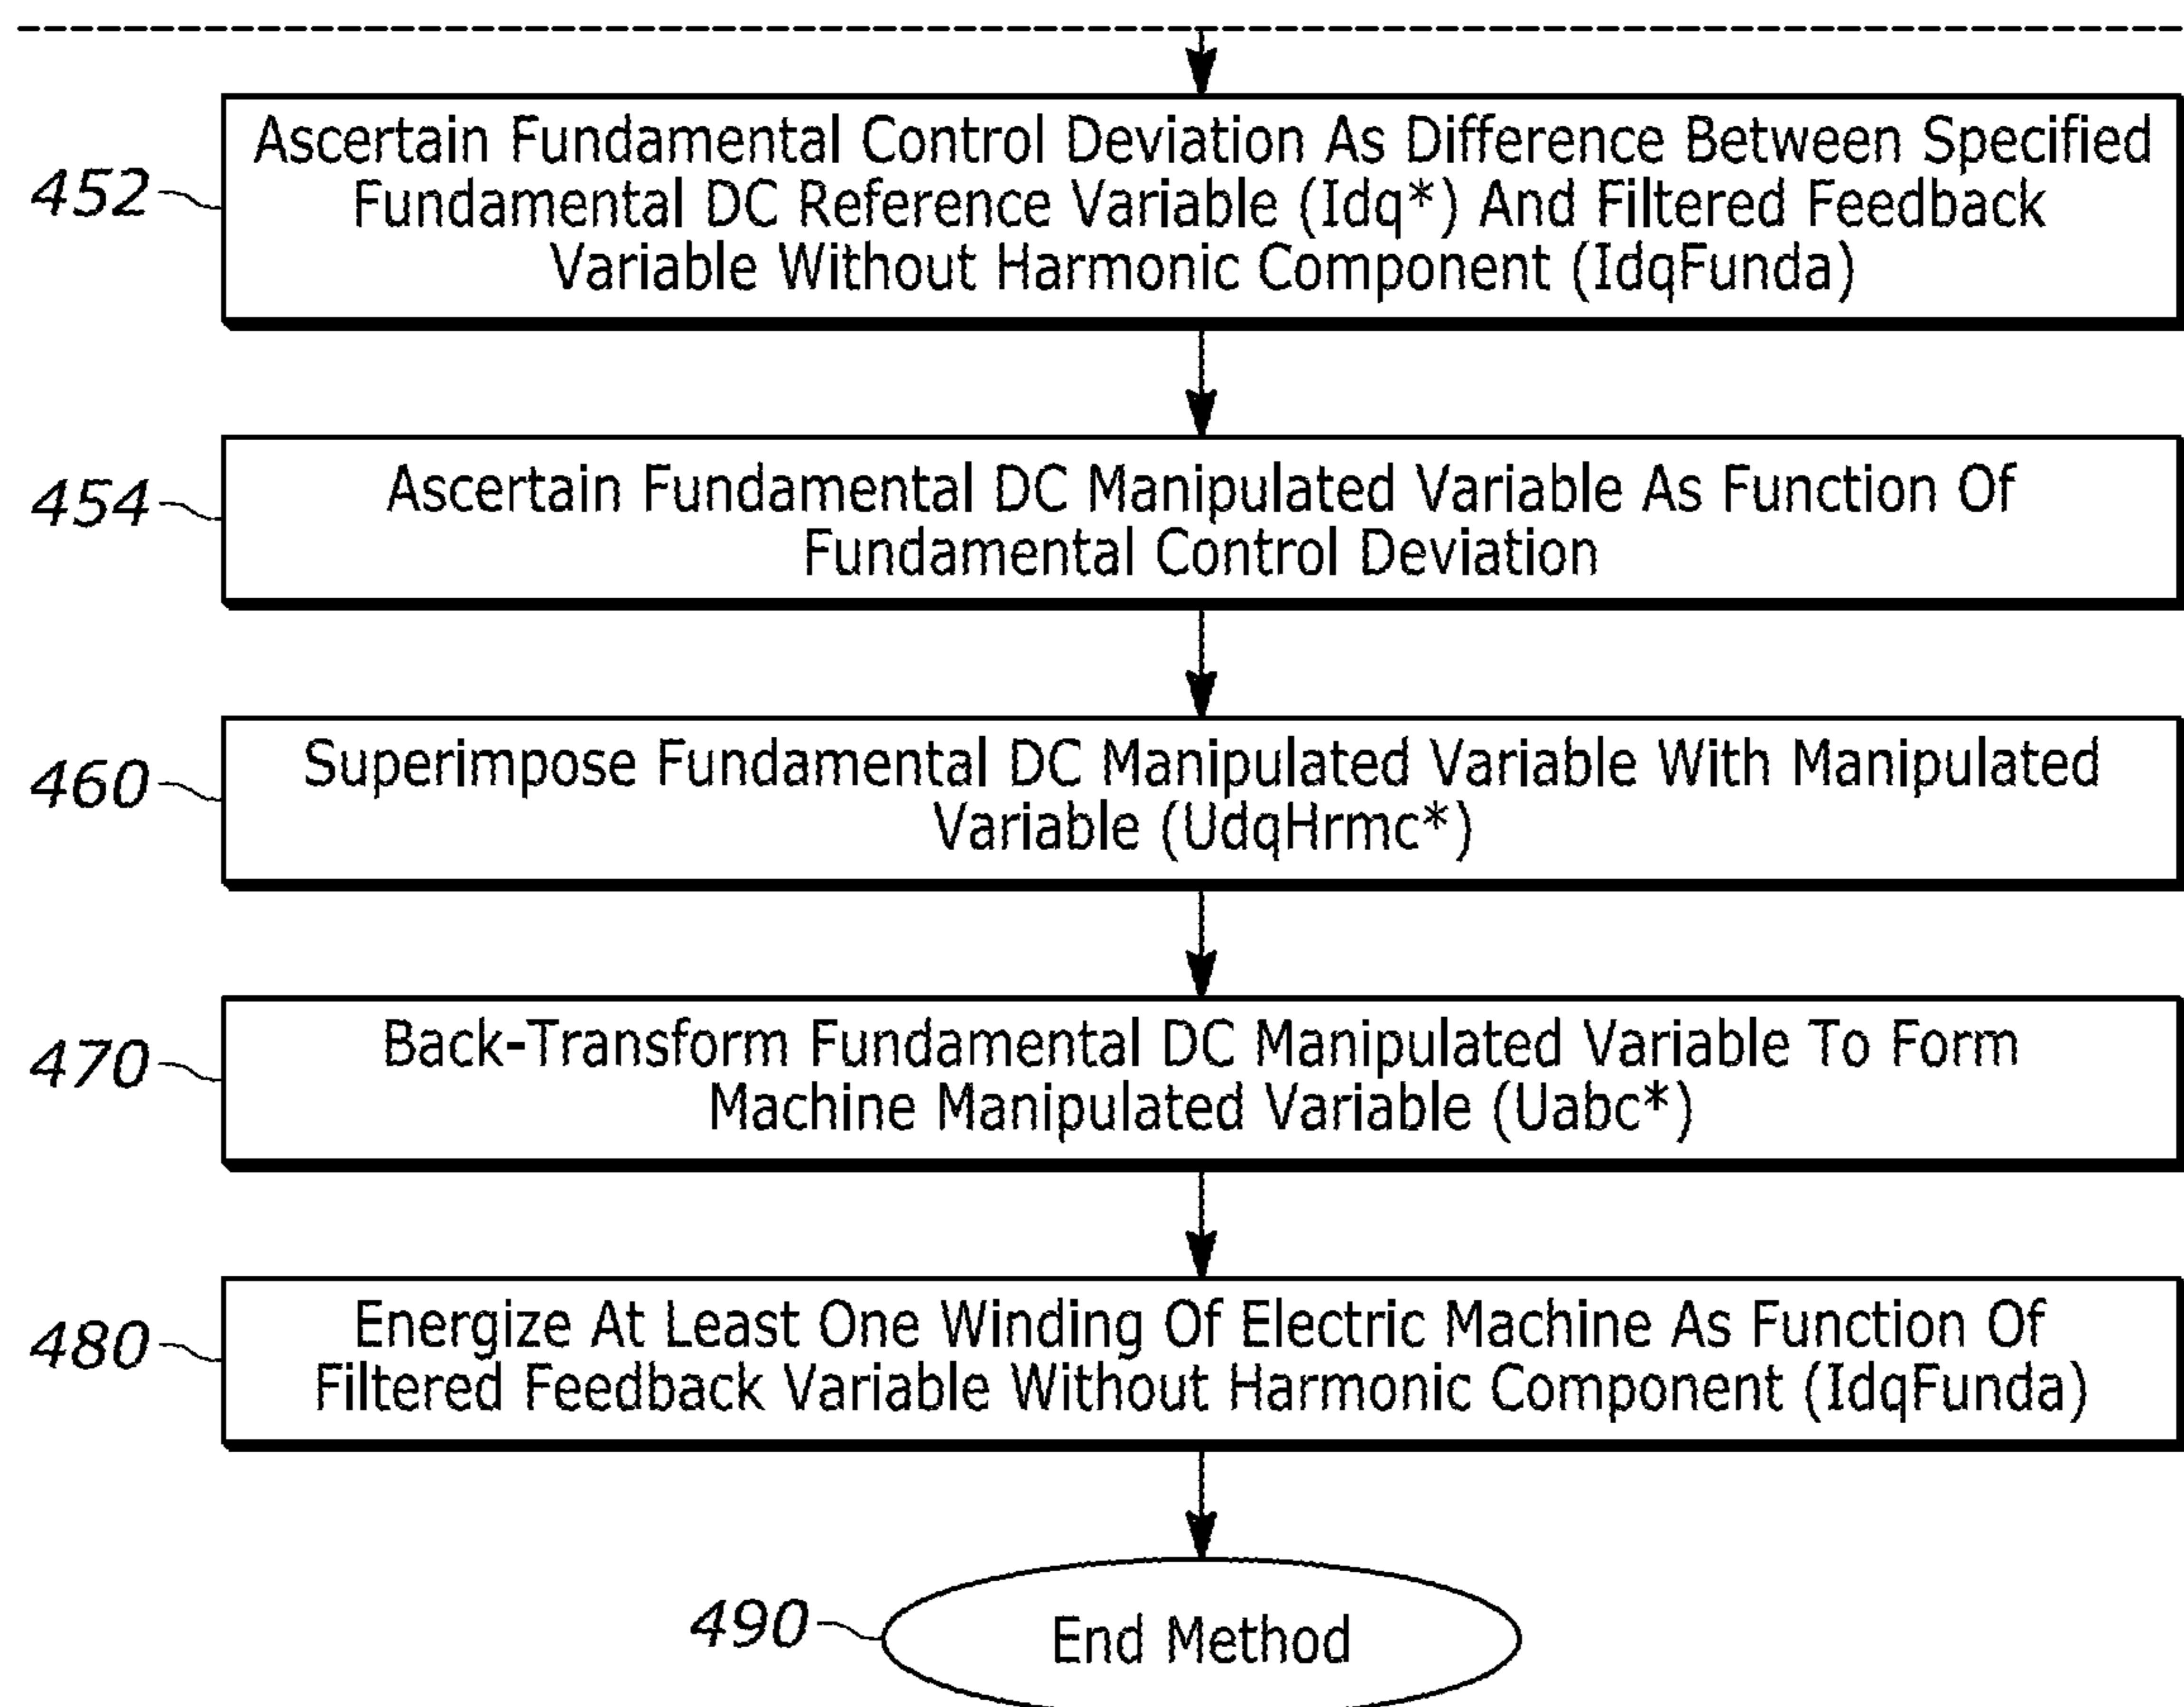 452
Ascertain Fundamental Control Deviation As Difference Between Specified
Fundamental DC Reference Variable (Idq*) And Filtered Feedback
Variable Without Harmonic Component (IdqFunda)
454
Ascertain Fundamental DC Manipulated Variable As Function Of
Fundamental Control Deviation
460
Superimpose Fundamental DC Manipulated Variable With Manipulated
Variable (UdqHrmc*)
470
Back-Transform Fundamental DC Manipulated Variable To Form
Machine Manipulated Variable (Uabc*)
480
Energize At Least One Winding Of Electric Machine As Function Of
Filtered Feedback Variable Without Harmonic Component (IdqFunda)
490
End Method